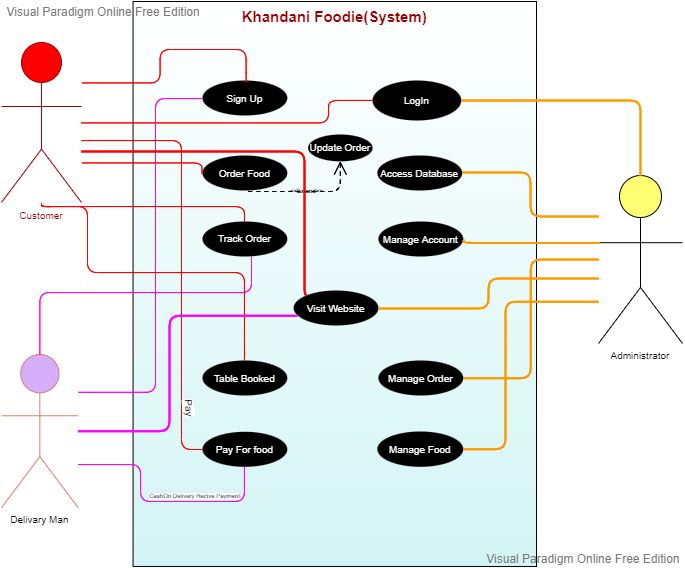 Visual Paradigm Online Free Edition
Khandani Foodie(System)
Sign Up
LogIn
Update Order
Order Food
Access Database
Customer
Track Order
Manage Account
Visit Website
Administrator
Table Booked
Manage Order
Pay
Pay For food
Manage Food
CashOn Delivery Recive Payment
Delivary Man
Visual Paradigm Online Free Edition